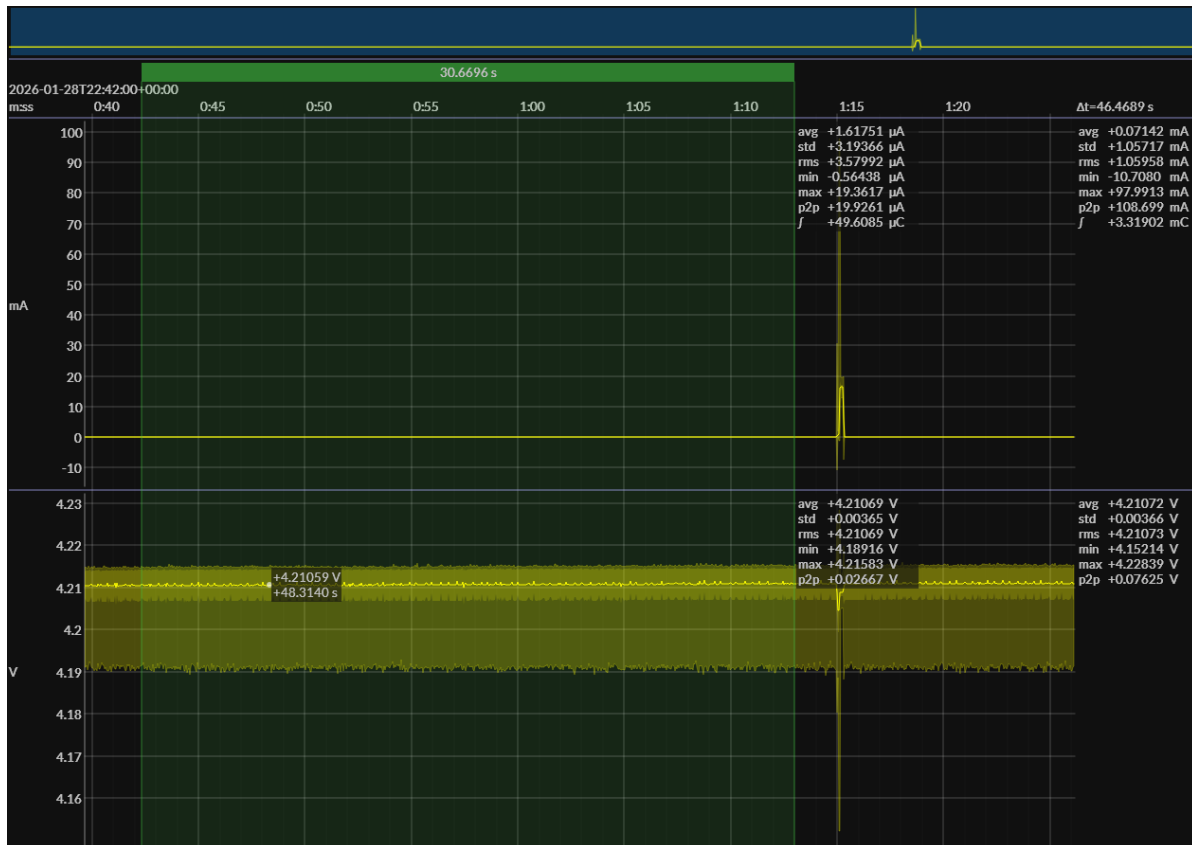 30.6696 s
2026-01-28T22:42:00+00:00
m:ss 0:40 0:45 0:50 0:55 1:00 1:05 1:10 1:15 1:20 Δt=46.4689 s
100
90
80
70
60
50
40
30
20
10
0
-10
mA
avg +1.61751 µA
std +3.19366 µA
rms +3.57992 µA
min -0.56438 µA
max +19.3617 µA
p2p +19.9261 µA
∫ +49.6085 µC
avg +0.07142 mA
std +1.05717 mA
rms +1.05958 mA
min -10.7080 mA
max +97.9913 mA
p2p +108.699 mA
∫ +3.31902 mC
4.23
4.22
4.21
4.2
4.19
4.18
4.17
4.16
V
+4.21059 V
+48.3140 s
avg +4.21069 V
std +0.00365 V
rms +4.21069 V
min +4.18916 V
max +4.21583 V
p2p +0.02667 V
avg +4.21072 V
std +0.00366 V
rms +4.21073 V
min +4.15214 V
max +4.22839 V
p2p +0.07625 V